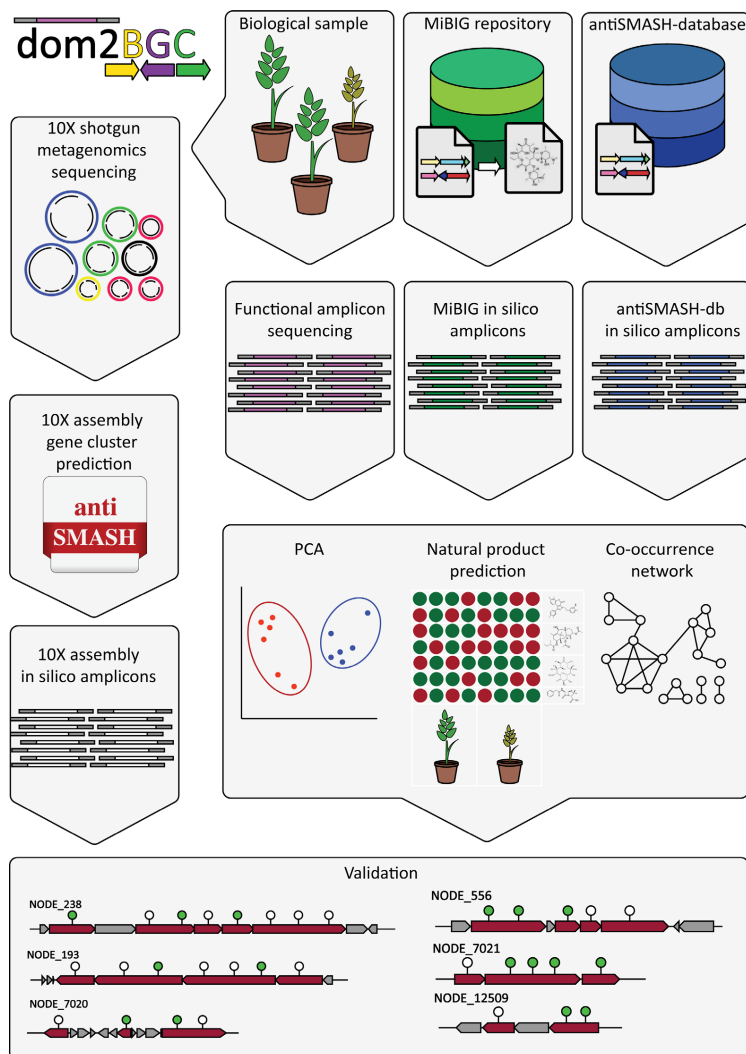 dom2BGC
Biological sample
MiBIG repository
antiSMASH-database
10X shotgun
metagenomics
sequencing
Functional amplicon
sequencing
MiBIG in silico
amplicons
antiSMASH-db
in silico amplicons
10X assembly
gene cluster
prediction
anti
SMASH
PCA
Natural product
prediction
Co-occurrence
network
10X assembly
in silico amplicons
Validation
NODE_238
NODE_193
NODE_7020
NODE_556
NODE_7021
NODE_12509